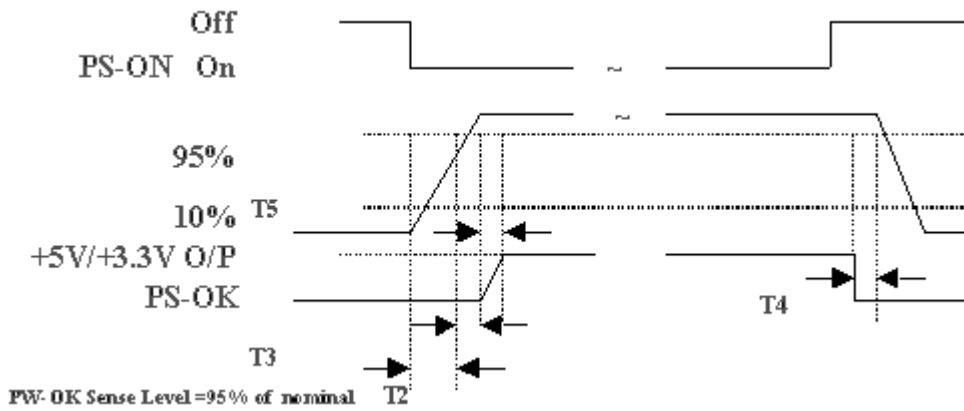 Off
PS-ON On
~
~
95%
10% T5
+5V/+3.3V O/P
PS-OK
T4
T3
PW-OK Sense Level =95% of nominal T2